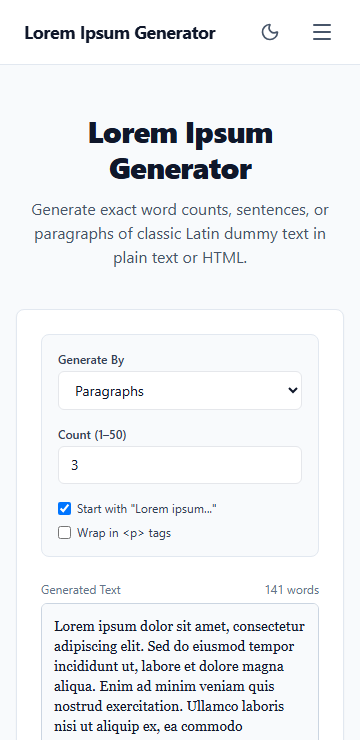 Lorem Ipsum Generator
Lorem Ipsum
Generator
Generate exact word counts, sentences, or
paragraphs of classic Latin dummy text in
plain text or HTML.
Generate By
Paragraphs
Count (1–50)
3
Start with "Lorem ipsum..."
Wrap in <p> tags
Generated Text 141 words
Lorem ipsum dolor sit amet, consectetur
adipiscing elit. Sed do eiusmod tempor
incididunt ut, labore et dolore magna
aliqua. Enim ad minim veniam quis
nostrud exercitation. Ullamco laboris
nisi ut aliquip ex, ea commodo